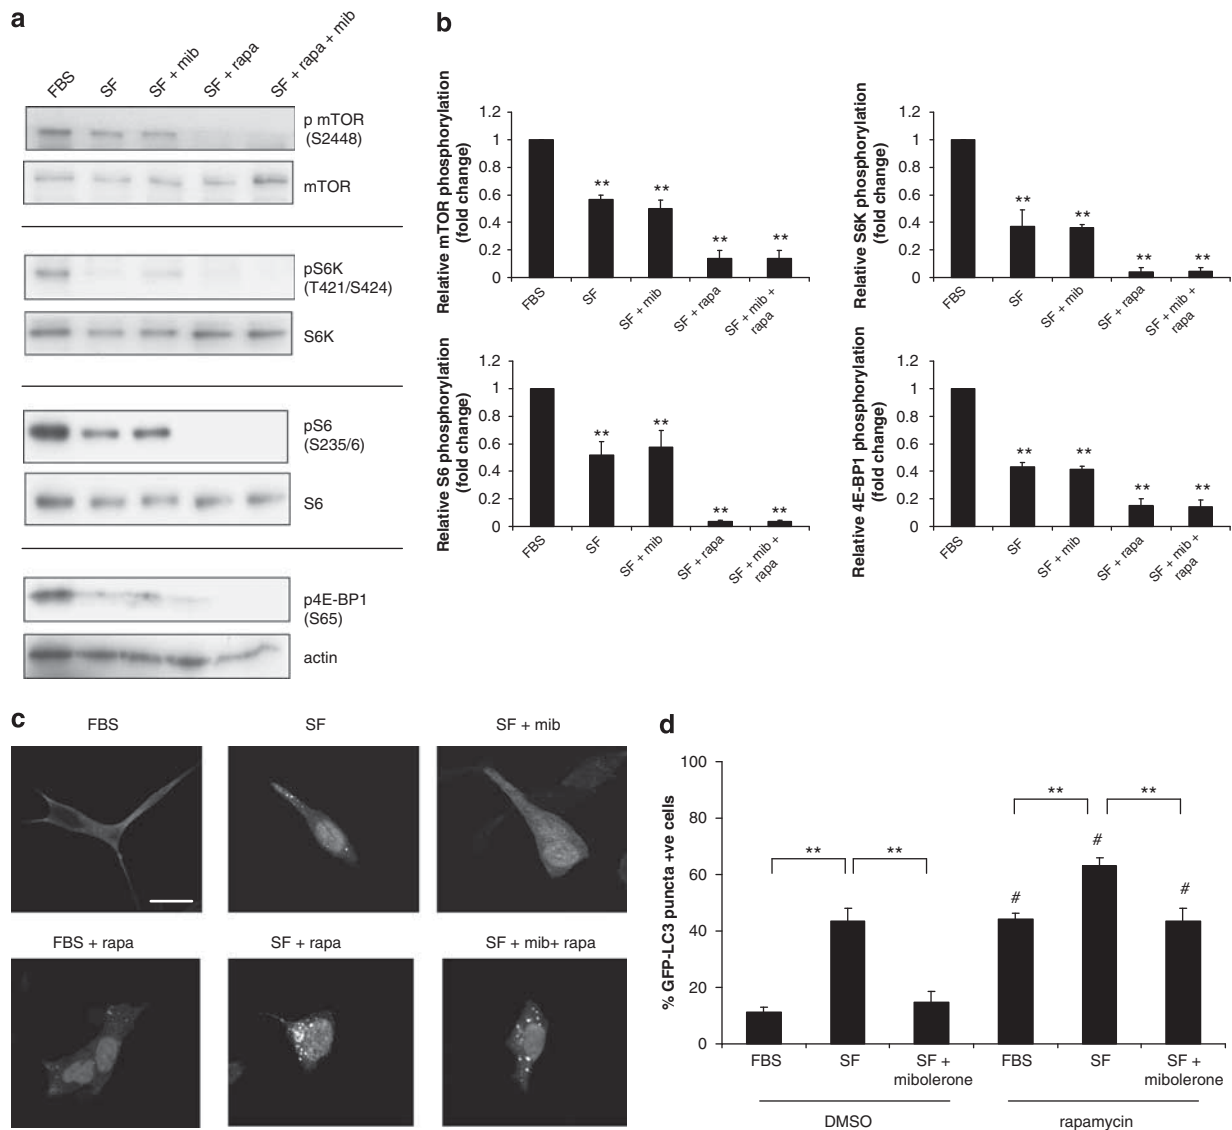 a
FBS
SF
SF + mib
SF + rapa
SF + rapa + mib
p mTOR
(S2448)
mTOR
pS6K
(T421/S424)
S6K
pS6
(S235/6)
S6
p4E-BP1
(S65)
actin
b
Relative mTOR phosphorylation
(fold change)
1.2
1
0.8
0.6
0.4
0.2
0
**
**
**
**
FBS
SF
SF + mib
SF + rapa
SF + mib +
rapa
Relative S6K phosphorylation
(fold change)
1.2
1
0.8
0.6
0.4
0.2
0
**
**
**
**
FBS
SF
SF + mib
SF + rapa
SF + mib +
rapa
Relative S6 phosphorylation
(fold change)
1.2
1
0.8
0.6
0.4
0.2
0
**
**
**
**
FBS
SF
SF + mib
SF + rapa
SF + mib +
rapa
Relative 4E-BP1 phosphorylation
(fold change)
1.2
1
0.8
0.6
0.4
0.2
0
**
**
**
**
FBS
SF
SF + mib
SF + rapa
SF + mib +
rapa
c
FBS
SF
SF + mib
FBS + rapa
SF + rapa
SF + mib+ rapa
d
% GFP-LC3 puncta +ve cells
100
80
60
40
20
0
**
**
**
**
#
#
#
FBS
SF
SF +
mibolerone
FBS
SF
SF +
mibolerone
DMSO
rapamycin